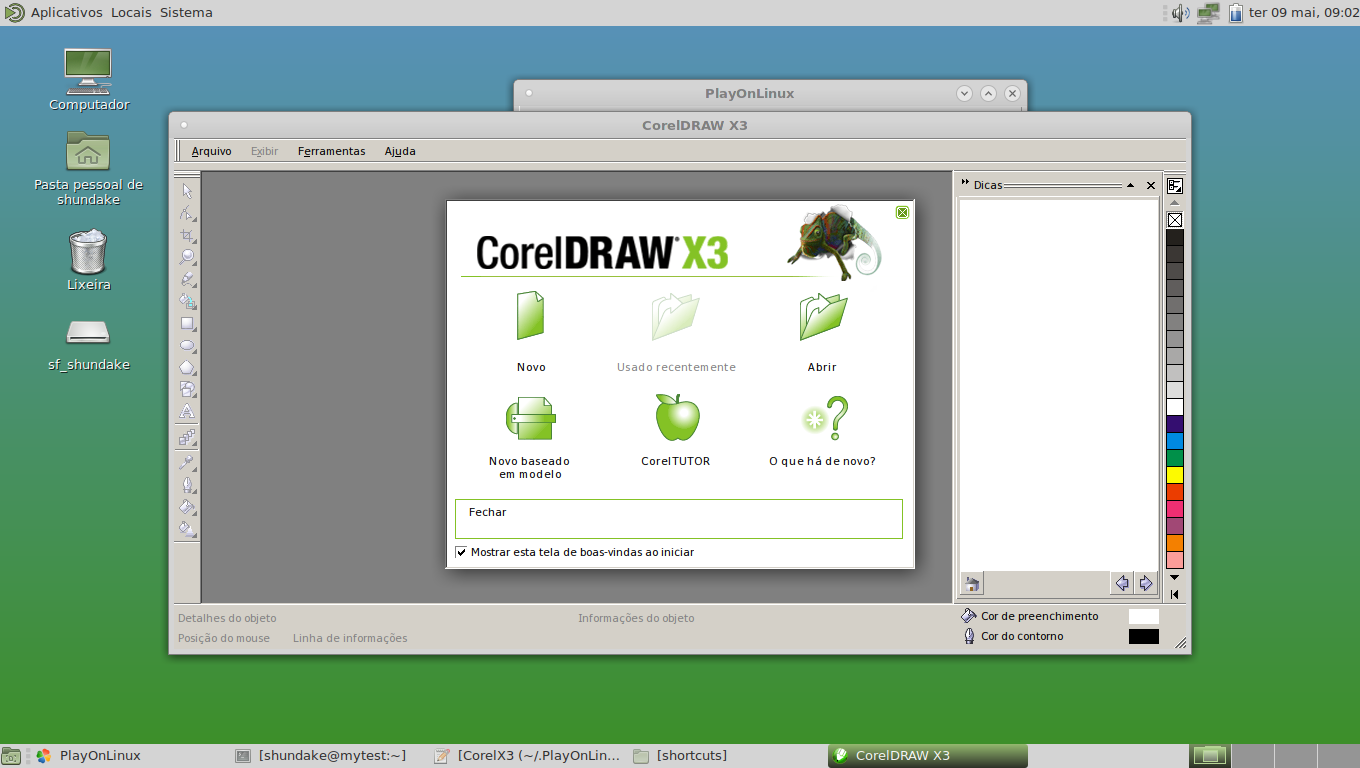 Aplicativos Locais Sistema
ter 09 mai, 09:02
Computador
Pasta pessoal de
shundake
Lixeira
sf_shundake
PlayOnLinux
CorelDRAW X3
Arquivo Exibir Ferramentas Ajuda
Dicas
CorelDRAW X3
Novo
Usado recentemente
Abrir
Novo baseado
em modelo
CorelTUTOR
O que há de novo?
Fechar
Mostrar esta tela de boas-vindas ao iniciar
Detalhes do objeto
Informações do objeto
Posição do mouse
Linha de informações
Cor de preenchimento
Cor do contorno
PlayOnLinux
[shundake@mytest:~]
[CorelX3 (~/.PlayOnLin...
[shortcuts]
CorelDRAW X3